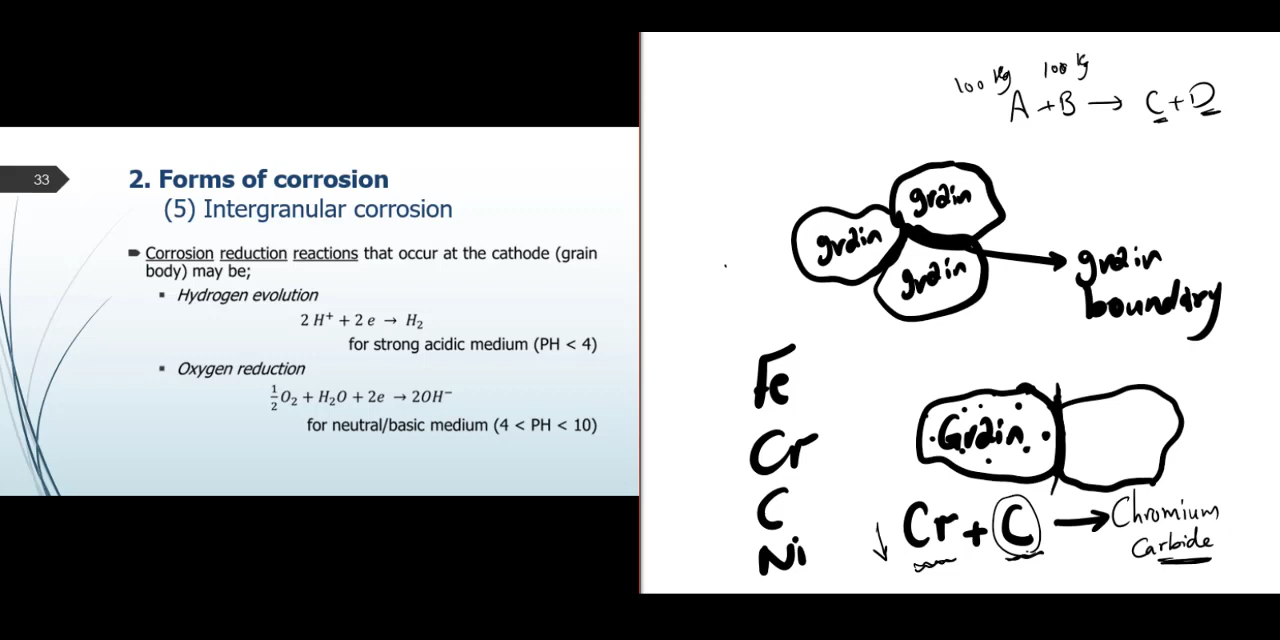 33
2. Forms of corrosion
(5) Intergranular corrosion
Corrosion reduction reactions that occur at the cathode (grain
body) may be;
Hydrogen evolution
2 H⁺ + 2 e → H₂
for strong acidic medium (PH < 4)
Oxygen reduction
½O₂ + H₂O + 2e → 2OH⁻
for neutral/basic medium (4 < PH < 10)
100 Kg 100 Kg
A + B → C + D
grain
grain
grain
grain
boundary
Fe
Cr
C
Ni
Grain
Cr + C → Chromium
Carbide